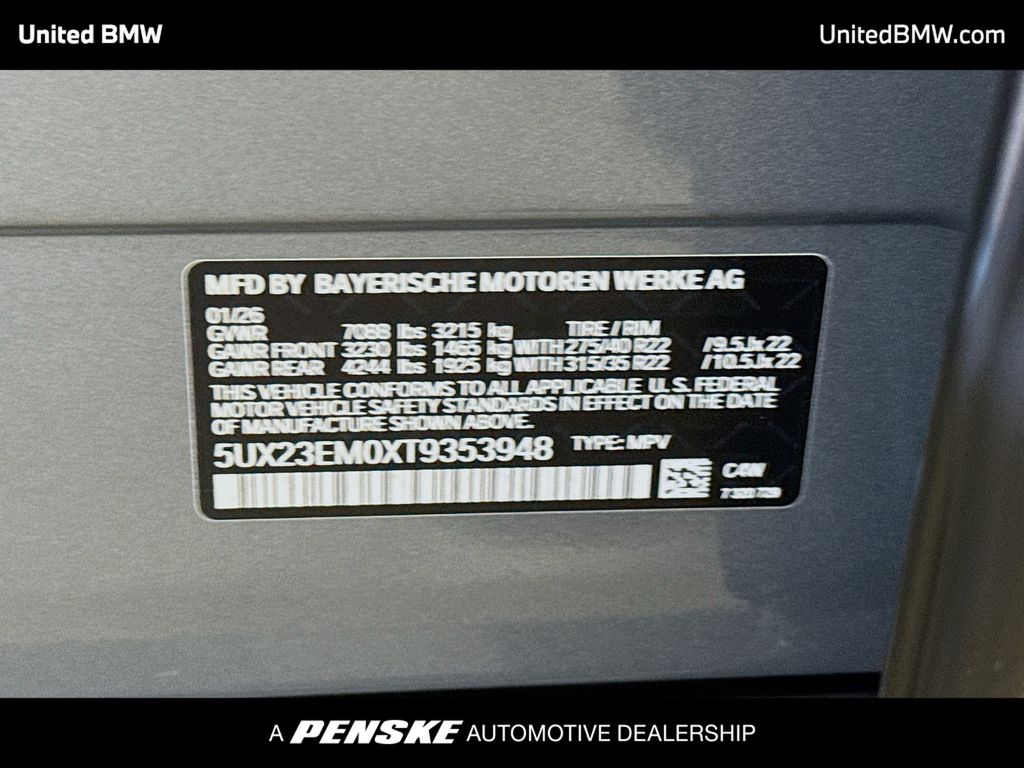 United BMW
UnitedBMW.com
MFD BY BAYERISCHE MOTOREN WERKE AG
01/26
GVWR 7088 lbs 3215 kg TIRE / RIM
GAWR FRONT 3230 lbs 1465 kg WITH 275/40 R22 /9.5Jx22
GAWR REAR 4244 lbs 1925 kg WITH 315/35 R22 /10.5Jx22
THIS VEHICLE CONFORMS TO ALL APPLICABLE U.S. FEDERAL
MOTOR VEHICLE SAFETY STANDARDS IN EFFECT ON THE DATE
OF MANUFACTURE SHOWN ABOVE.
5UX23EM0XT9353948 TYPE: MPV
C4W
A PENSKE AUTOMOTIVE DEALERSHIP